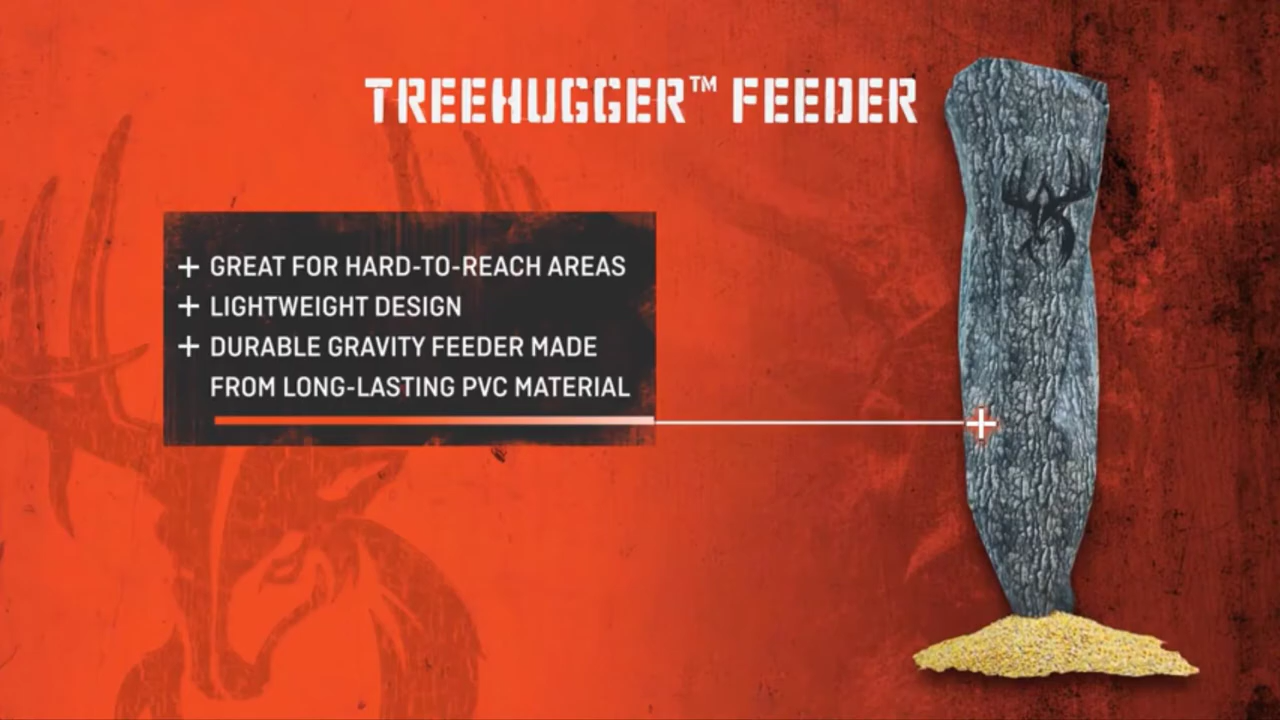 TREEHUGGER™ FEEDER
+ GREAT FOR HARD-TO-REACH AREAS
+ LIGHTWEIGHT DESIGN
+ DURABLE GRAVITY FEEDER MADE
FROM LONG-LASTING PVC MATERIAL